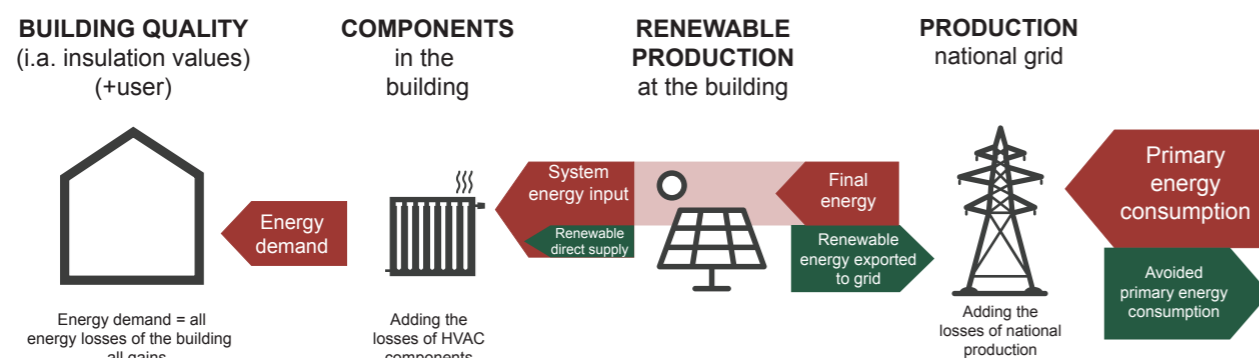 BUILDING QUALITY
(i.a. insulation values)
(+user)
COMPONENTS
in the
building
RENEWABLE
PRODUCTION
at the building
PRODUCTION
national grid
Energy
demand
System
energy input
Renewable
direct supply
Final
energy
Renewable
energy exported
to grid
Primary
energy
consumption
Avoided
primary energy
consumption
Energy demand = all
energy losses of the building
all gains
Adding the
losses of HVAC
components
Adding the
losses of national
production